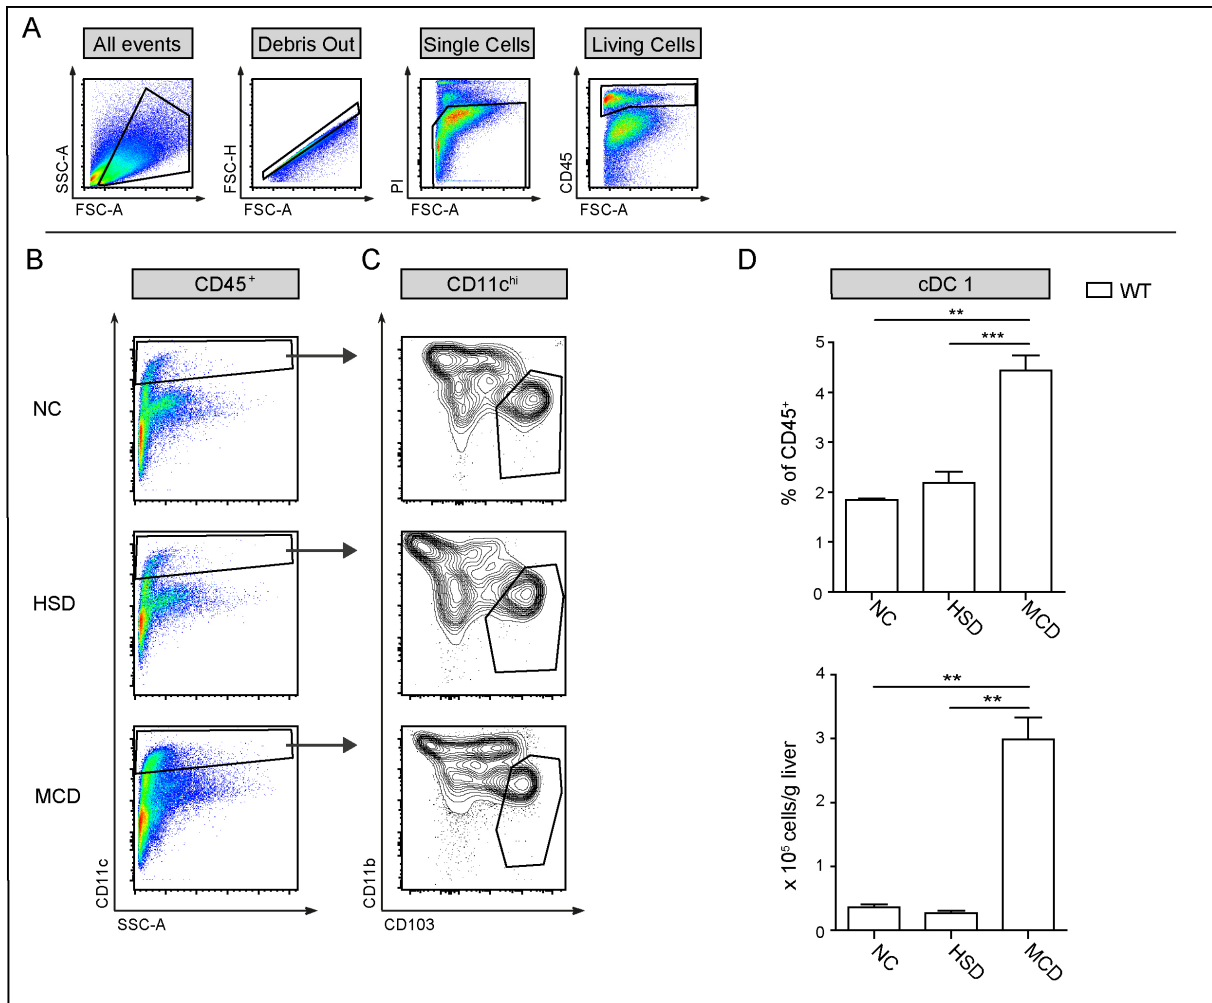 A
All events
Debris Out
Single Cells
Living Cells
SSC-A
FSC-A
FSC-H
FSC-A
PI
FSC-A
CD45
FSC-A
B
CD45+
C
CD11chi
D
cDC 1
WT
NC
HSD
MCD
CD11c
SSC-A
CD11b
CD103
**
***
5
4
3
2
1
0
% of CD45+
NC
HSD
MCD
**
**
4
3
2
1
0
x 10⁵ cells/g liver
NC
HSD
MCD